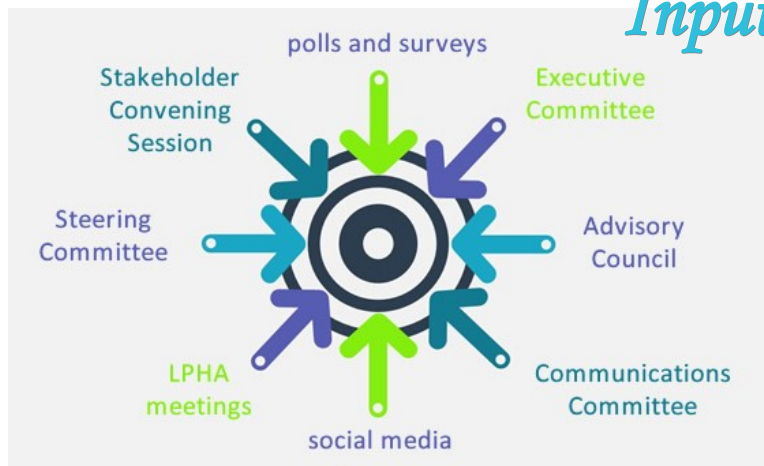 Input
polls and surveys
Stakeholder
Convening
Session
Executive
Committee
Steering
Committee
Advisory
Council
LPHA
meetings
Communications
Committee
social media